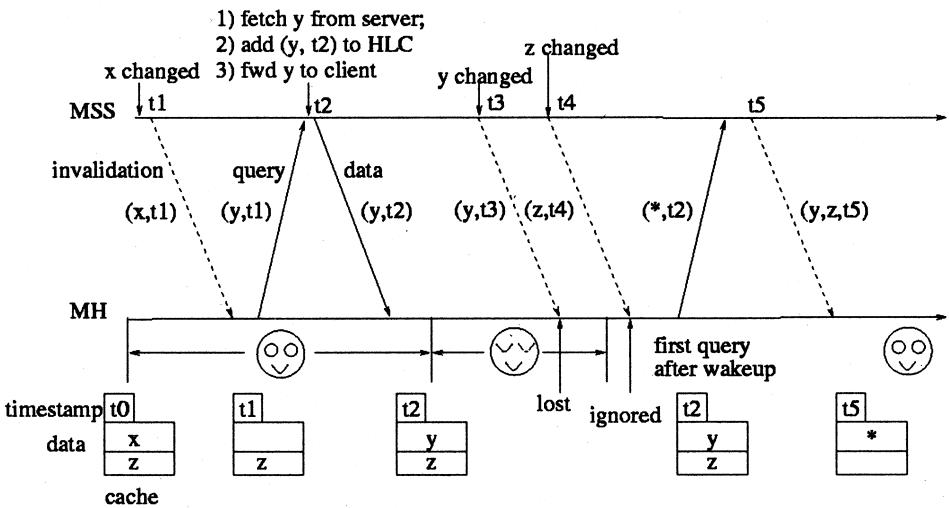 1) fetch y from server;
2) add (y, t2) to HLC
3) fwd y to client
x changed
z changed
y changed
MSS
t1
t2
t3
t4
t5
invalidation
query
data
(x,t1)
(y,t1)
(y,t2)
(y,t3)
(z,t4)
(*,t2)
(y,z,t5)
MH
first query
after wakeup
lost
ignored
timestamp
t0
t1
t2
t2
t5
data
x
y
y
*
z
z
z
z
cache